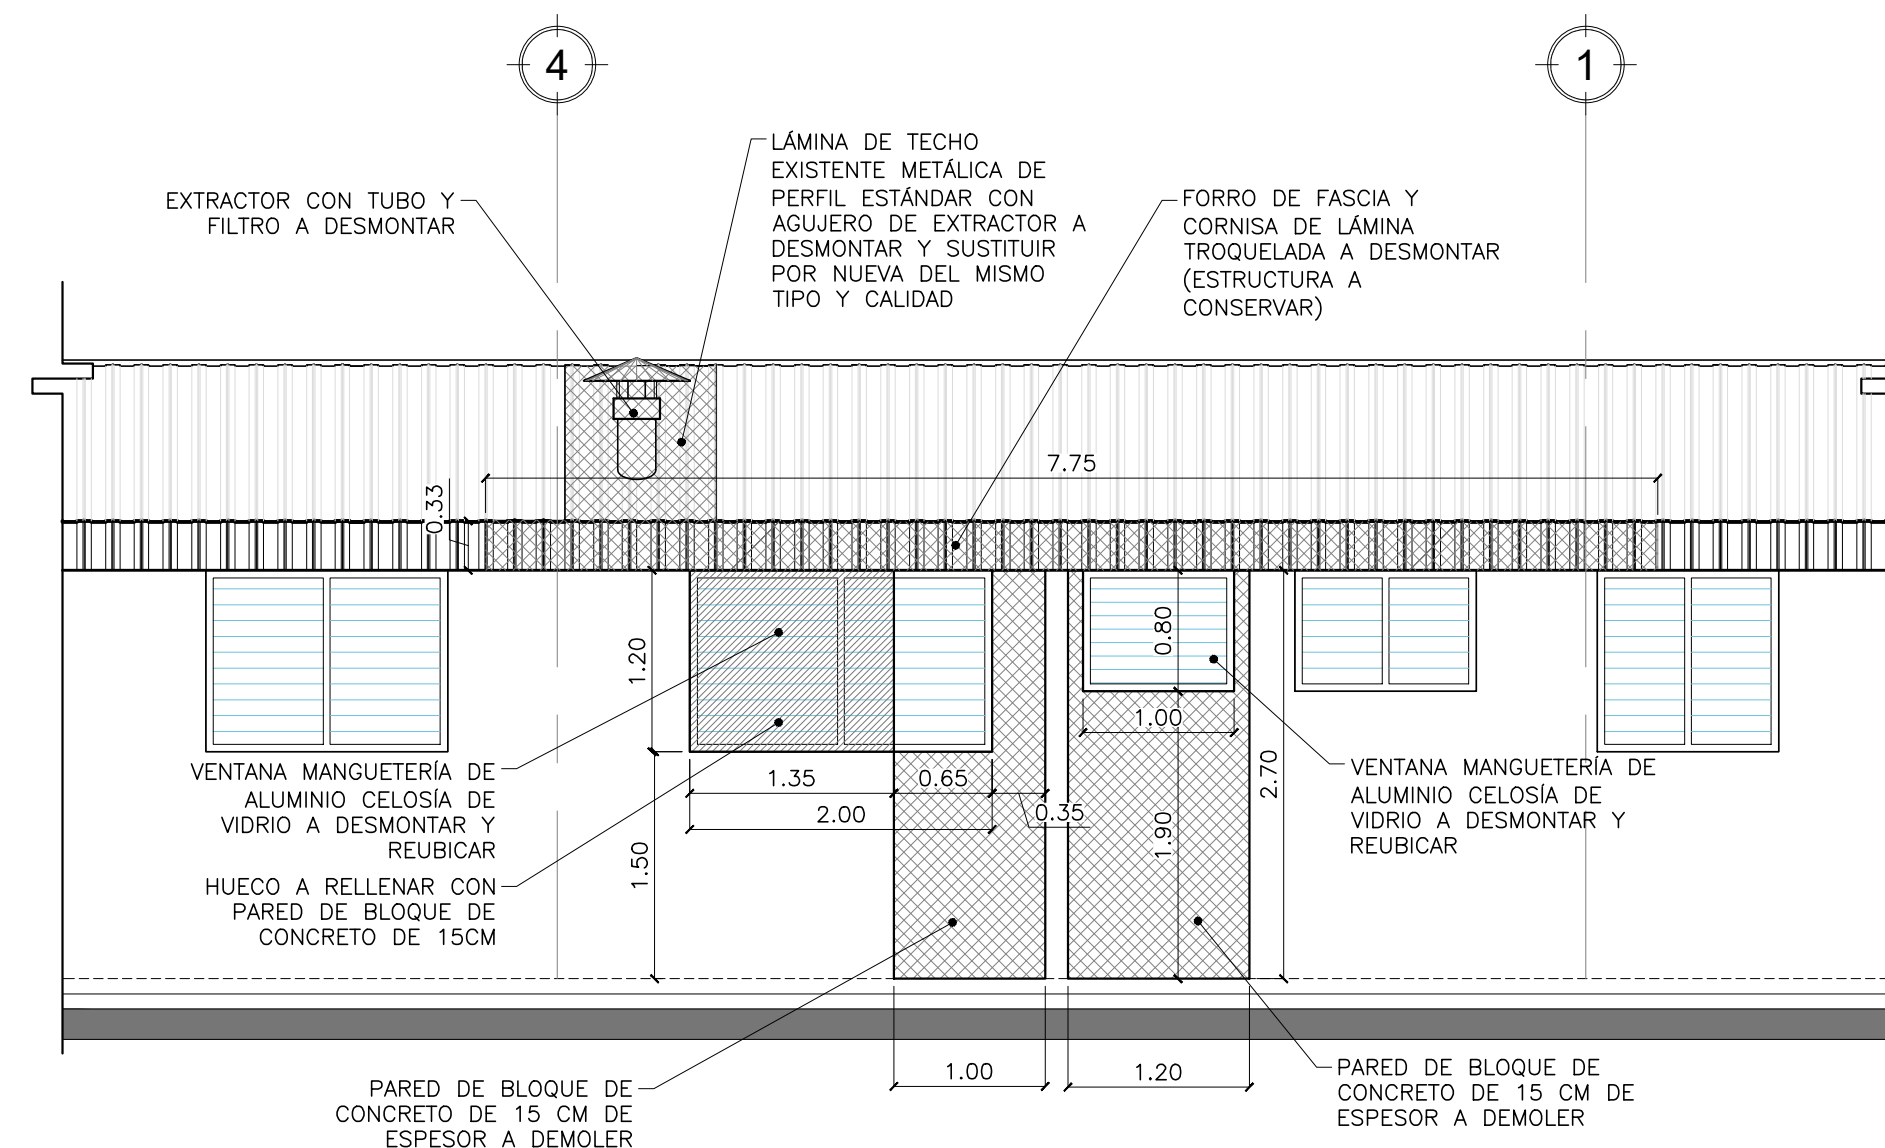 4
1
LÁMINA DE TECHO
EXISTENTE METÁLICA DE
PERFIL ESTÁNDAR CON
AGUJERO DE EXTRACTOR A
DESMONTAR Y SUSTITUIR
POR NUEVA DEL MISMO
TIPO Y CALIDAD
EXTRACTOR CON TUBO Y
FILTRO A DESMONTAR
FORRO DE FASCIA Y
CORNISA DE LÁMINA
TROQUELADA A DESMONTAR
(ESTRUCTURA A
CONSERVAR)
7.75
0.33
1.20
0.80
1.00
2.70
1.35
0.65
0.35
2.00
1.50
1.90
VENTANA MANGUETERÍA DE
ALUMINIO CELOSÍA DE
VIDRIO A DESMONTAR Y
REUBICAR
VENTANA MANGUETERÍA DE
ALUMINIO CELOSÍA DE
VIDRIO A DESMONTAR Y
REUBICAR
HUECO A RELLENAR CON
PARED DE BLOQUE DE
CONCRETO DE 15CM
1.00
1.20
PARED DE BLOQUE DE
CONCRETO DE 15 CM DE
ESPESOR A DEMOLER
PARED DE BLOQUE DE
CONCRETO DE 15 CM DE
ESPESOR A DEMOLER